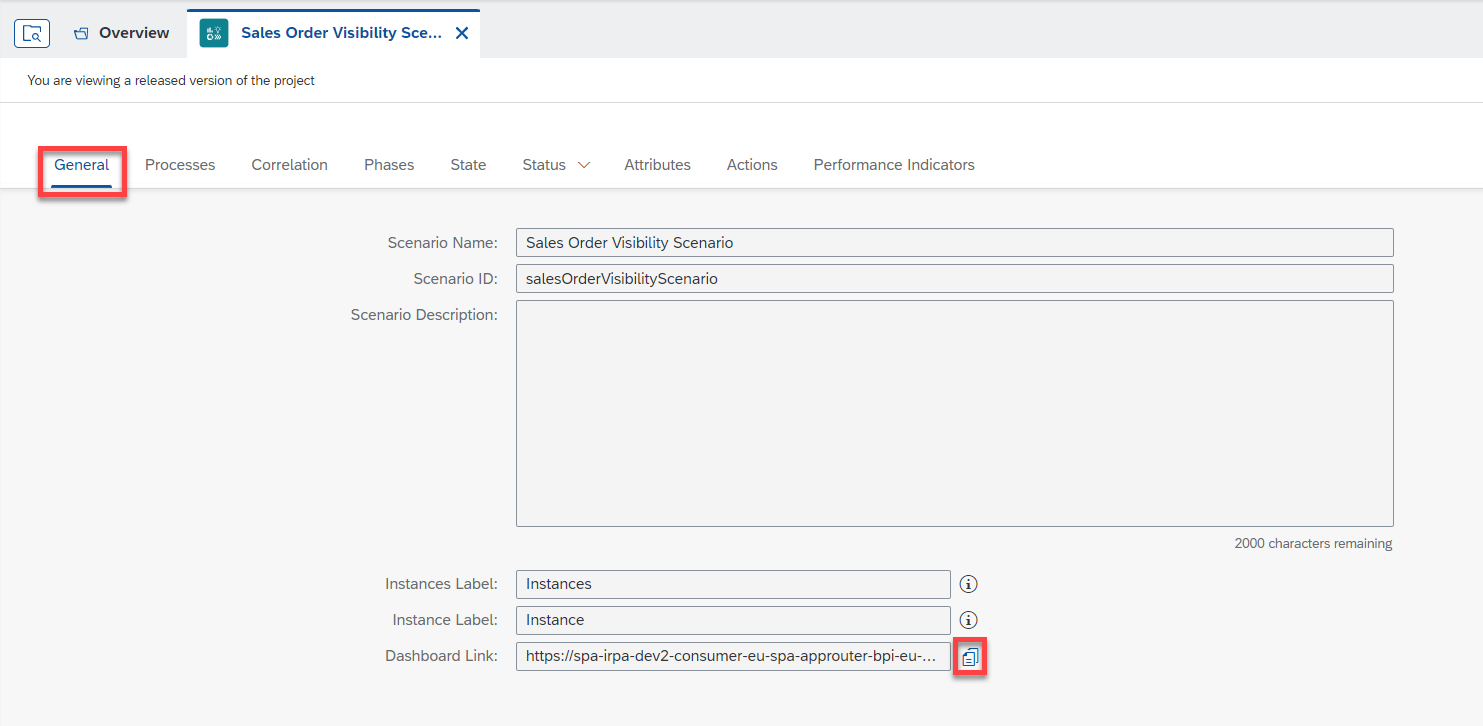 Overview
Sales Order Visibility Sce...
You are viewing a released version of the project
General Processes Correlation Phases State Status Attributes Actions Performance Indicators
Scenario Name: Sales Order Visibility Scenario
Scenario ID: salesOrderVisibilityScenario
Scenario Description:
2000 characters remaining
Instances Label: Instances
Instance Label: Instance
Dashboard Link: https://spa-irpa-dev2-consumer-eu-spa-approuter-bpi-eu-...